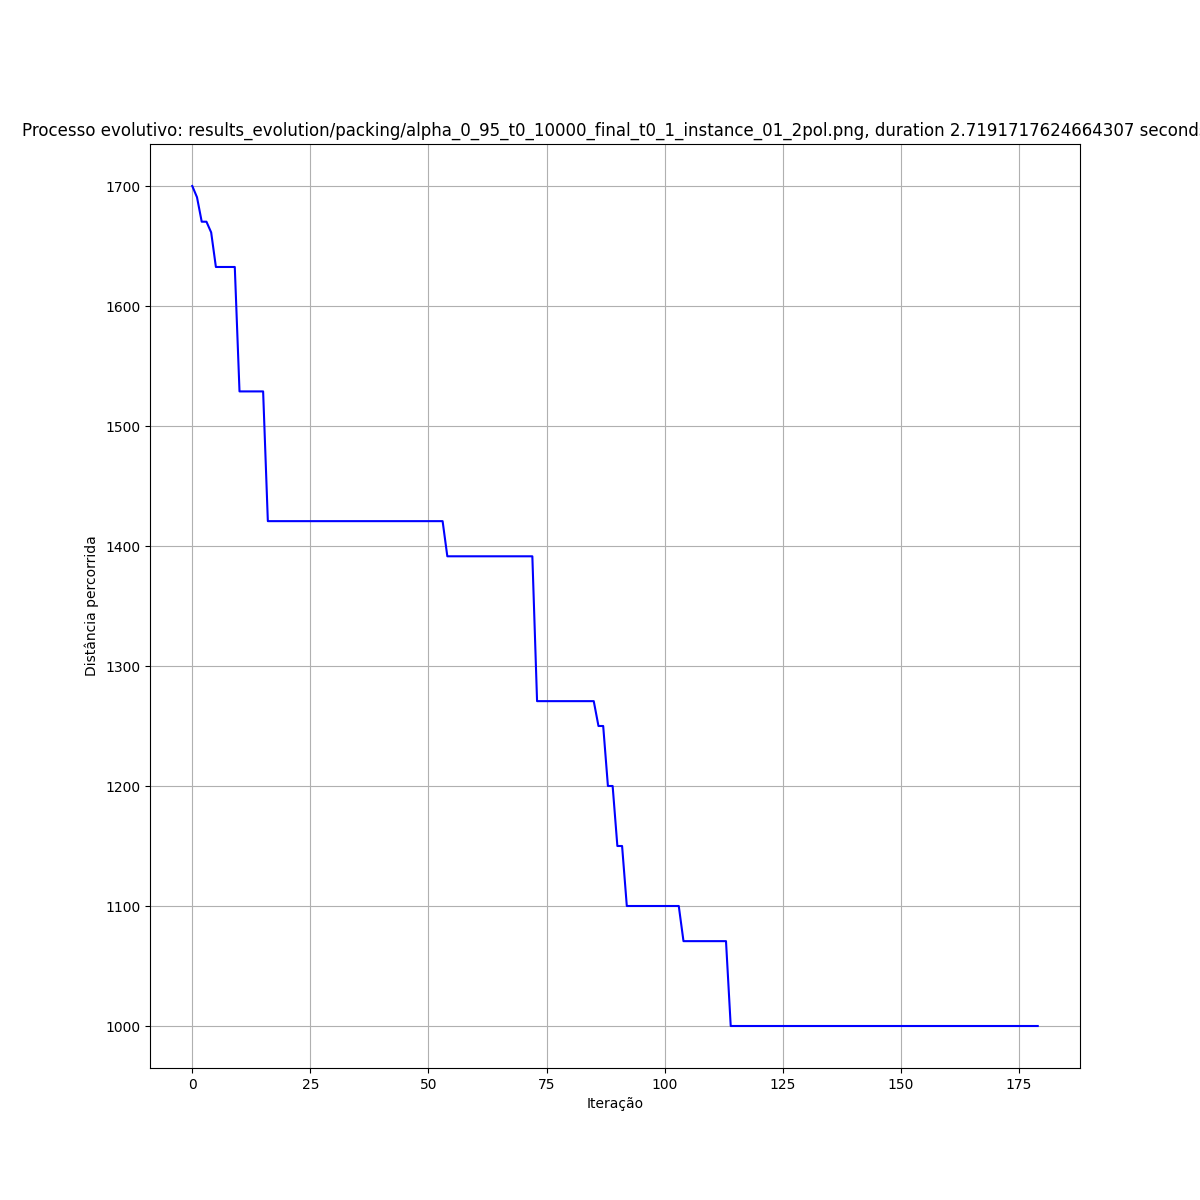 Processo evolutivo: results_evolution/packing/alpha_0_95_t0_10000_final_t0_1_instance_01_2pol.png, duration 2.7191717624664307 second
1700
1600
1500
1400
1300
1200
1100
1000
Distância percorrida
0 25 50 75 100 125 150 175
Iteração